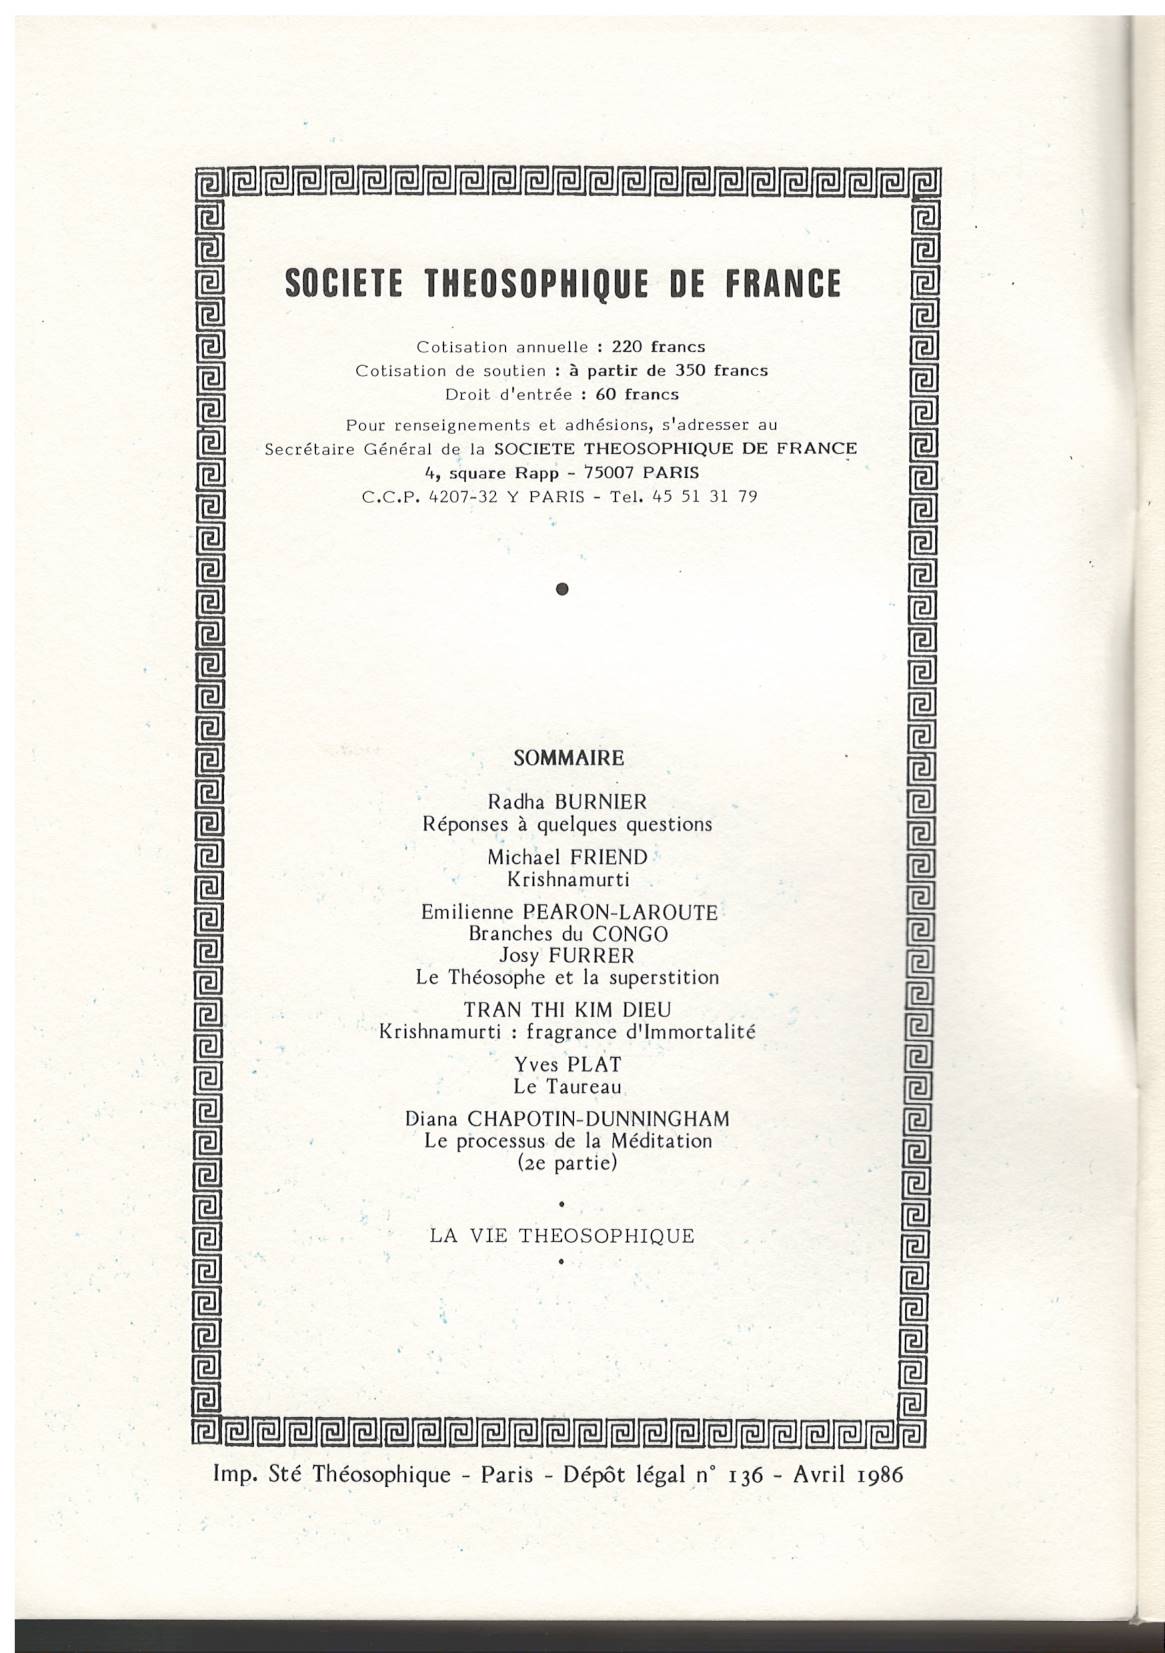 SOCIETE THEOSOPHIQUE DE FRANCE
Cotisation annuelle : 220 francs
Cotisation de soutien : à partir de 350 francs
Droit d'entrée : 60 francs
Pour renseignements et adhésions, s'adresser au
Secrétaire Général de la SOCIETE THEOSOPHIQUE DE FRANCE
4, square Rapp - 75007 PARIS
C.C.P. 4207-32 Y PARIS - Tel. 45 51 31 79
SOMMAIRE
Radha BURNIER
Réponses à quelques questions
Michael FRIEND
Krishnamurti
Emilienne PEARON-LAROUTE
Branches du CONGO
Josy FURRER
Le Théosophe et la superstition
TRAN THI KIM DIEU
Krishnamurti : fragrance d'Immortalité
Yves PLAT
Le Taureau
Diana CHAPOTIN-DUNNINGHAM
Le processus de la Méditation
(2e partie)
LA VIE THEOSOPHIQUE
Imp. Sté Théosophique - Paris - Dépôt légal n° 136 - Avril 1986